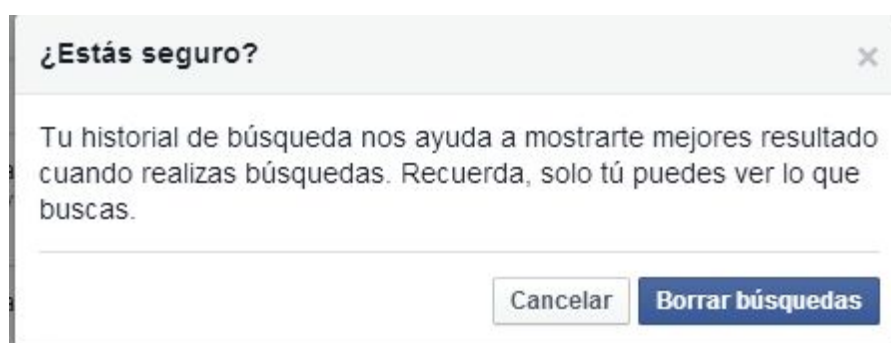 ¿Estás seguro?
Tu historial de búsqueda nos ayuda a mostrarte mejores resultado
cuando realizas búsquedas. Recuerda, solo tú puedes ver lo que
buscas.
Cancelar Borrar búsquedas